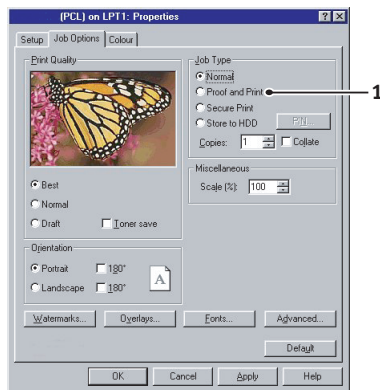 (PCL) on LPT1: Properties
Setup Job Options Colour
Print Quality
Best
Normal
Draft Toner save
Orientation
Portrait 180°
Landscape 180°
A
Job Type
Normal
Proof and Print
1
Secure Print
Store to HDD PIN...
Copies: 1 Collate
Miscellaneous
Scale (%): 100
Watermarks... Overlays... Fonts... Advanced...
Default
OK Cancel Apply Help